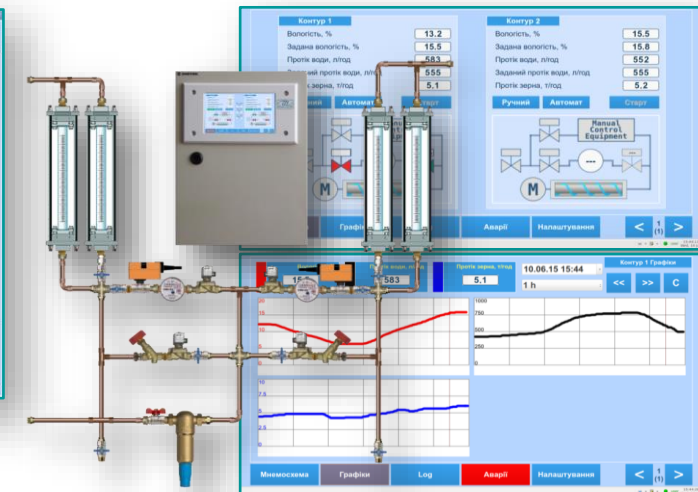 Контур 1
Вологість, % 13.2
Задана вологість, % 15.5
Протік води, л/год 583
Заданий протік води, л/год 555
зерна, т/год 5.1
Автомат Старт
Контур 2
Вологість, % 15.5
Задана вологість, % 15.8
Протік води, л/год 552
Заданий протік води, л/год 555
Протік зерна, т/год 5.2
Ручний Автомат Старт
Manual
Control
Equipment
---
M
M
Аварії Налаштування < 1 (1) >
583
Протік зерна, т/год
5.1
10.06.15 15:44
1 h
Контур 1 Графіки
<< >> C
20
15
10
5
0
1000
750
500
250
0
10
7.5
5
2.5
0
Мнемосхема Графіки Log Аварії Налаштування < 1 (1) >